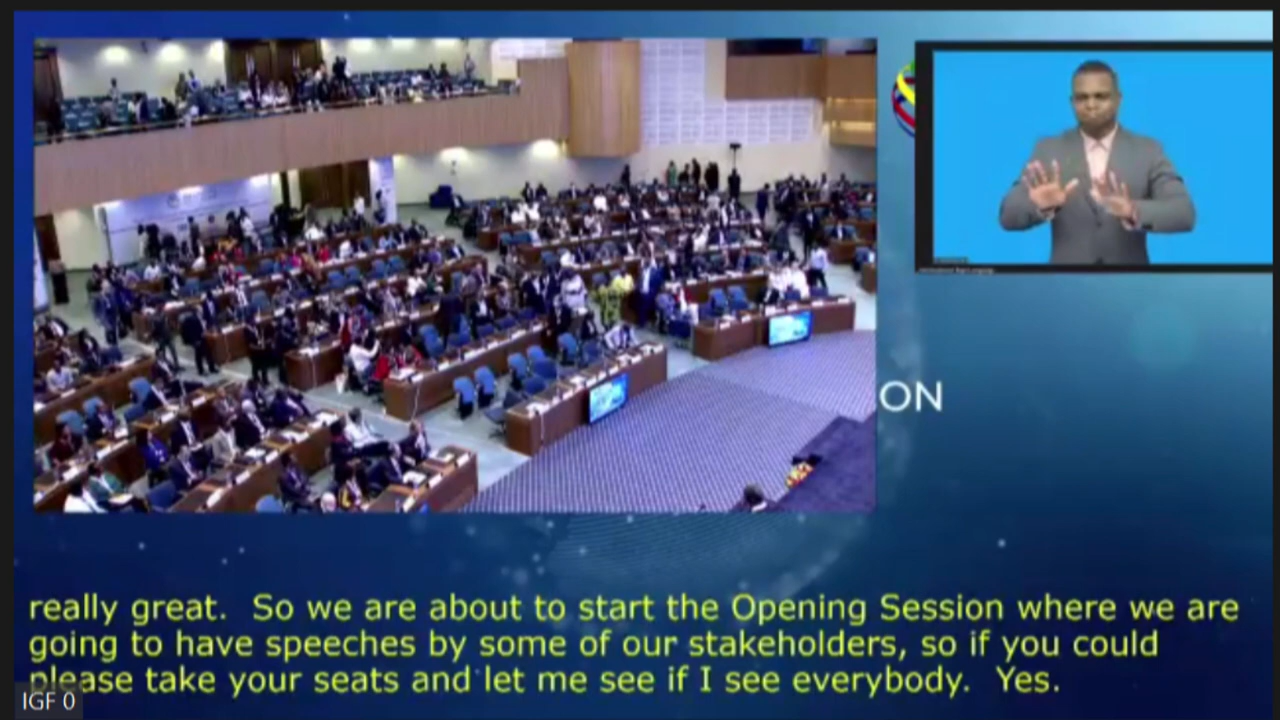 ON
really great.  So we are about to start the Opening Session where we are
going to have speeches by some of our stakeholders, so if you could
please take your seats and let me see if I see everybody.  Yes.
IGF 0